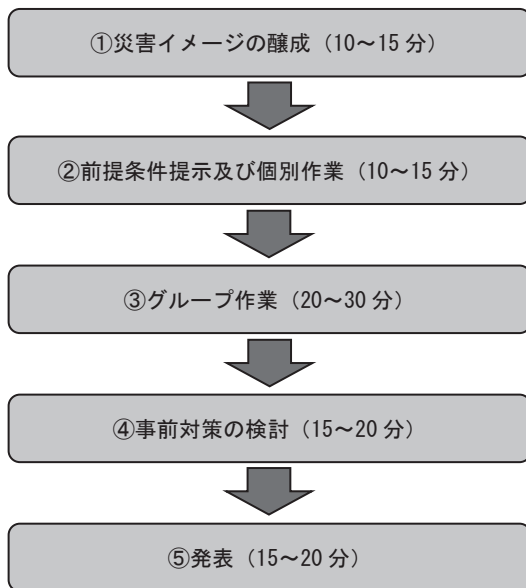 ①災害イメージの醸成（10～15 分）
②前提条件提示及び個別作業（10～15 分）
③グループ作業（20～30 分）
④事前対策の検討（15～20 分）
⑤発表（15～20 分）